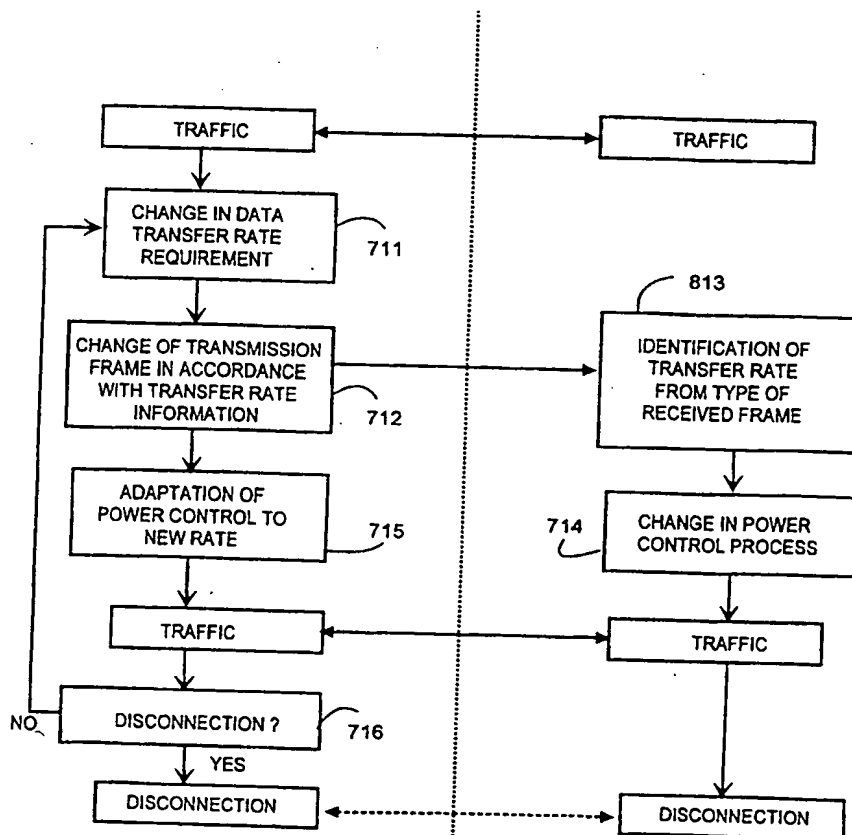 TRAFFIC
TRAFFIC
CHANGE IN DATA
TRANSFER RATE
REQUIREMENT
711
813
CHANGE OF TRANSMISSION
FRAME IN ACCORDANCE
WITH TRANSFER RATE
INFORMATION
712
IDENTIFICATION OF
TRANSFER RATE
FROM TYPE OF
RECEIVED FRAME
ADAPTATION OF
POWER CONTROL TO
NEW RATE
715
714
CHANGE IN POWER
CONTROL PROCESS
TRAFFIC
TRAFFIC
NO
DISCONNECTION ?
716
YES
DISCONNECTION
DISCONNECTION